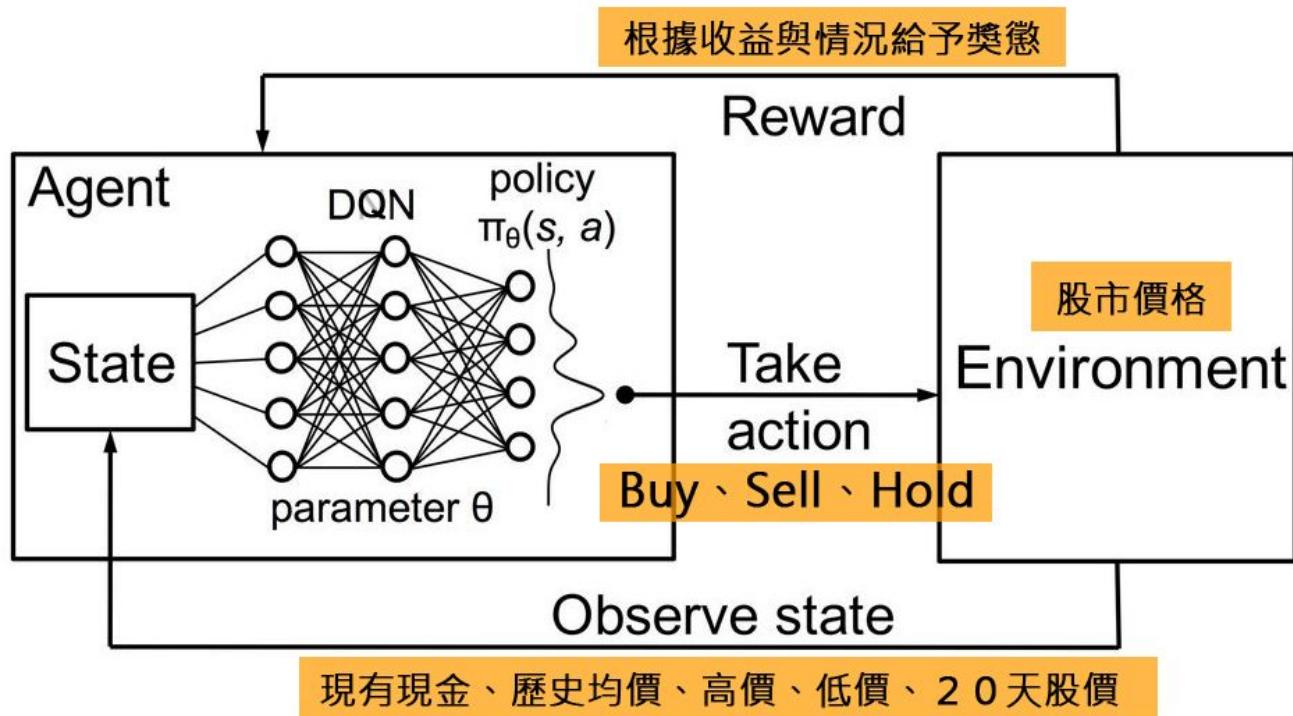 根據收益與情況給予獎懲
Reward
Agent
DQN
policy
πθ(s, a)
State
parameter θ
Take
action
Buy、Sell、Hold
股市價格
Environment
Observe state
現有現金、歷史均價、高價、低價、２０天股價